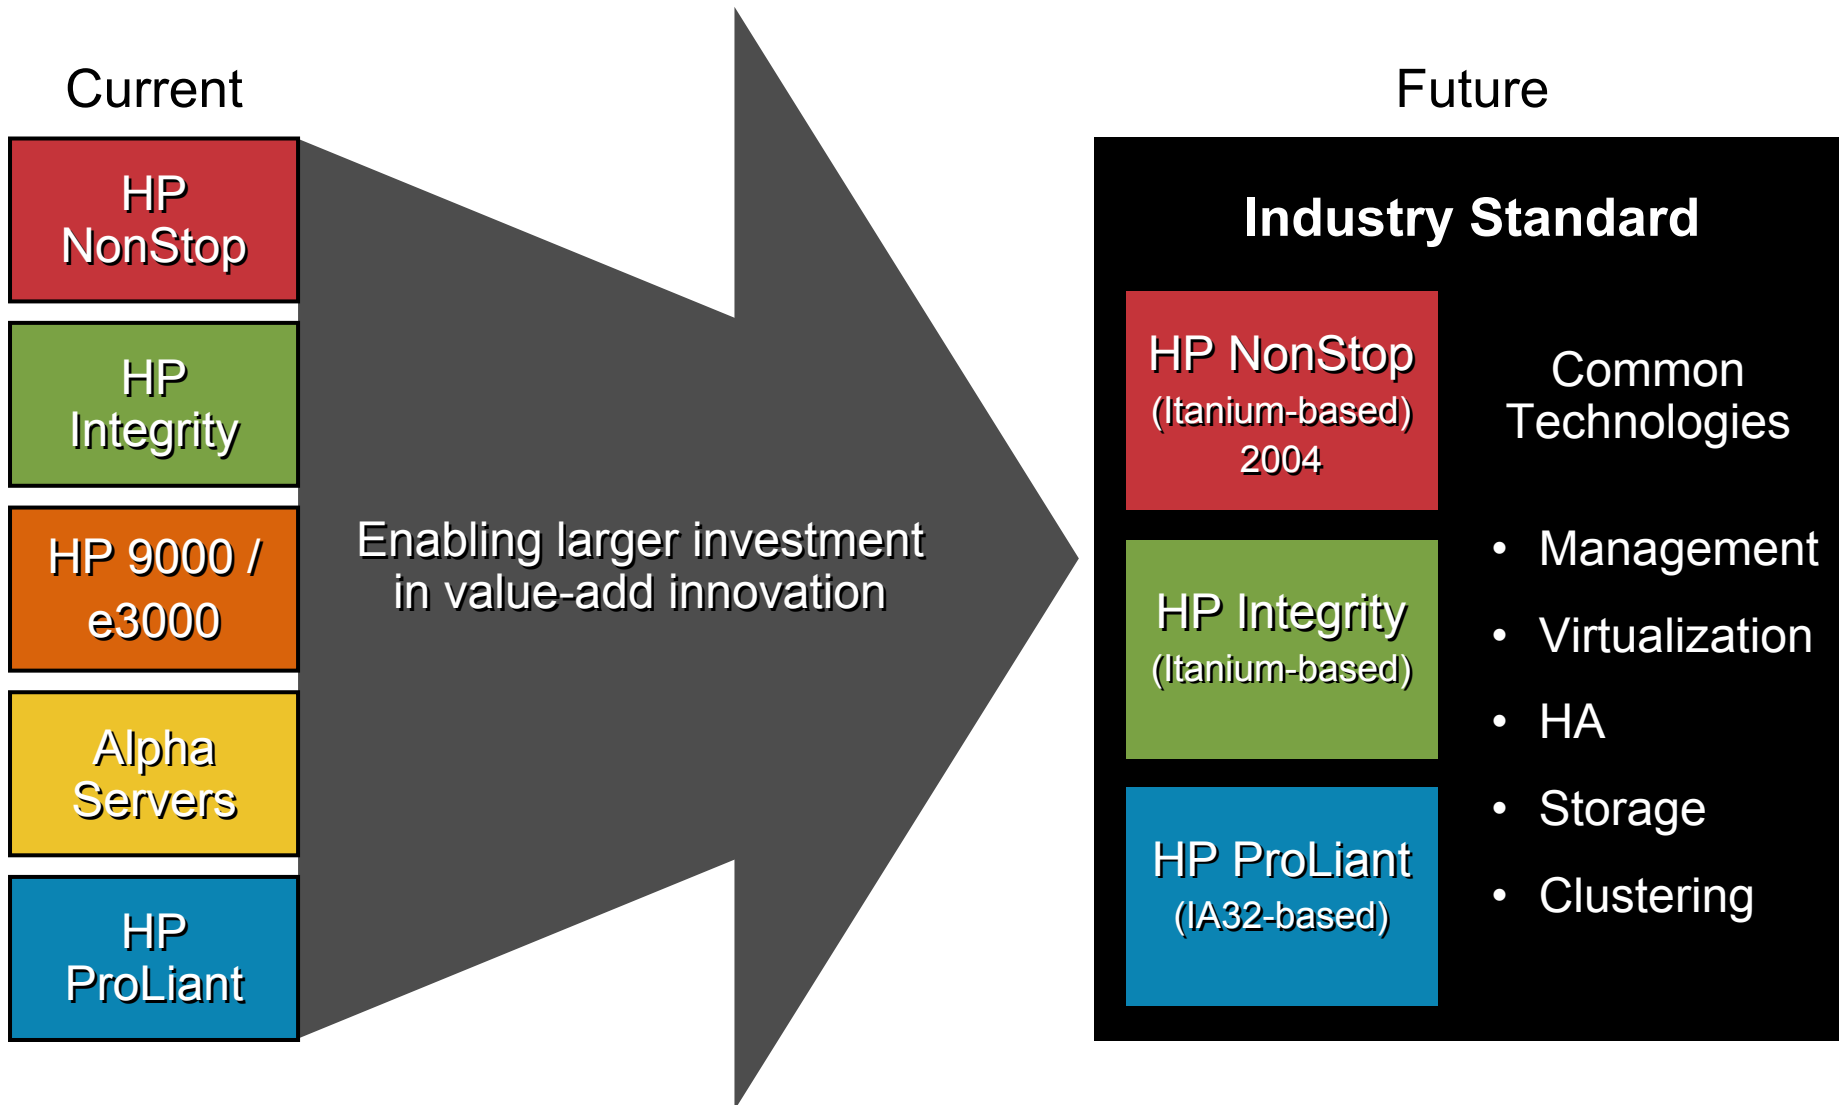 Current
HP
NonStop
HP
Integrity
HP 9000 /
e3000
Alpha
Servers
HP
ProLiant
Enabling larger investment
in value-add innovation
Future
Industry Standard
HP NonStop
(Itanium-based)
2004
HP Integrity
(Itanium-based)
HP ProLiant
(IA32-based)
Common
Technologies
• Management
• Virtualization
• HA
• Storage
• Clustering